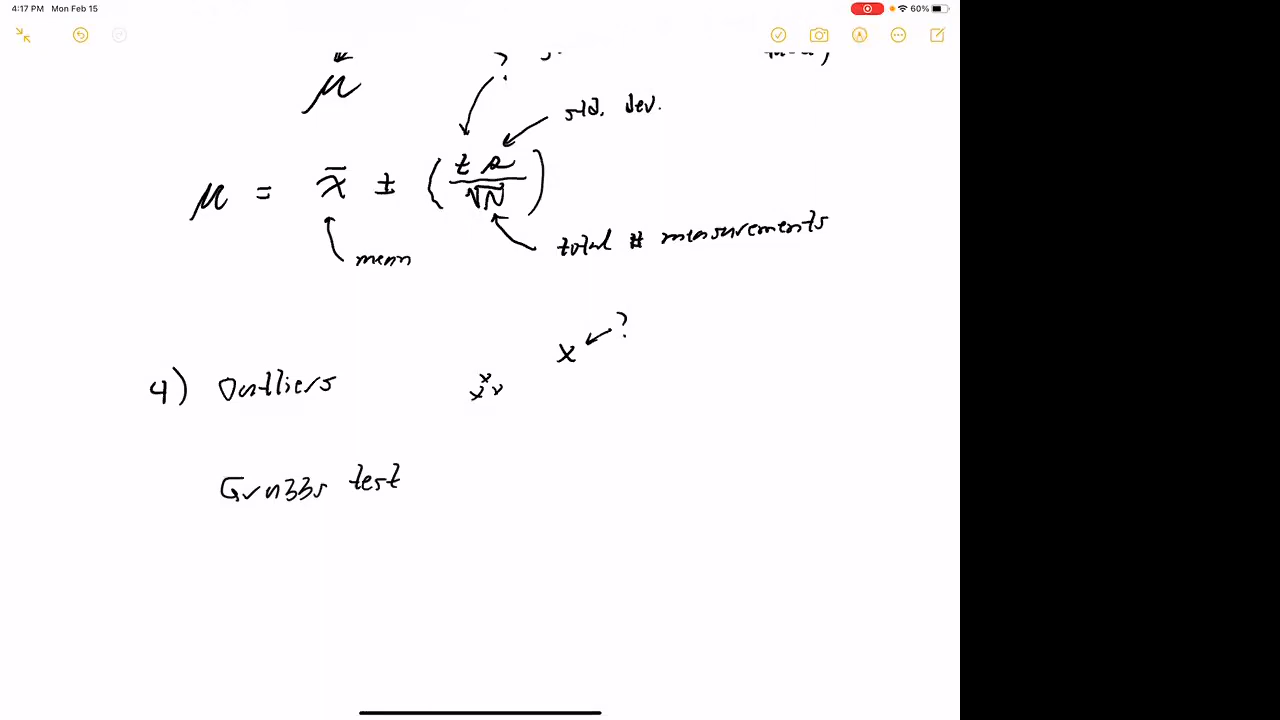 4:17 PM Mon Feb 15
60%
μ
?
std. dev.
μ = x̄ ± (t s / √N)
total # measurements
mean
x ?
4) Outliers
x x x
Grubbs test